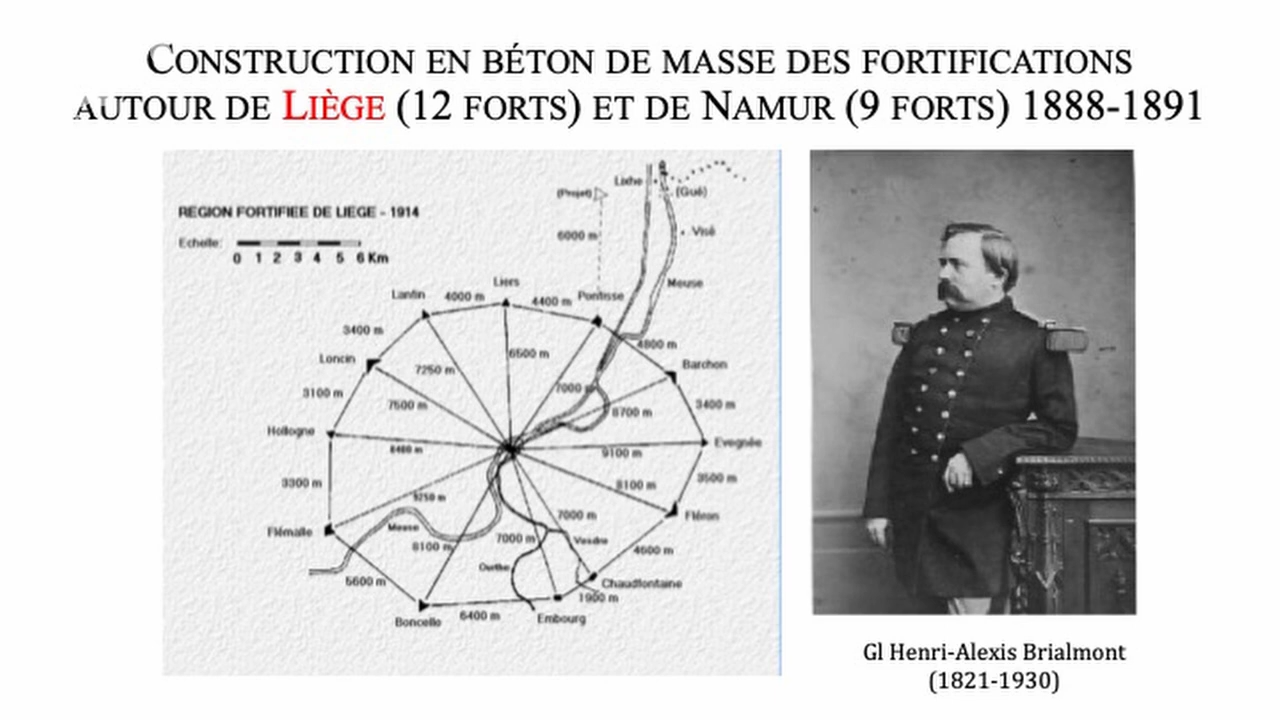 CONSTRUCTION EN BÉTON DE MASSE DES FORTIFICATIONS
AUTOUR DE LIÈGE (12 FORTS) ET DE NAMUR (9 FORTS) 1888-1891
REGION FORTIFIEE DE LIEGE - 1914
Echelle:
0 1 2 3 4 5 6 Km
Lixhe
(Projet)
(Gué)
6000 m
Visé
Meuse
Liers
Lantin
4000 m
4400 m
Pontisse
3400 m
4800 m
6500 m
Loncin
7250 m
Barchon
3100 m
7000 m
7500 m
8700 m
3400 m
Hollogne
Evegnée
9100 m
3300 m
8100 m
3500 m
9250 m
Flémalle
Meuse
7000 m
Fléron
8100 m
7000 m
Vesdre
4600 m
Ourthe
5600 m
Chaudfontaine
1900 m
6400 m
Boncelle
Embourg
Gl Henri-Alexis Brialmont
(1821-1930)